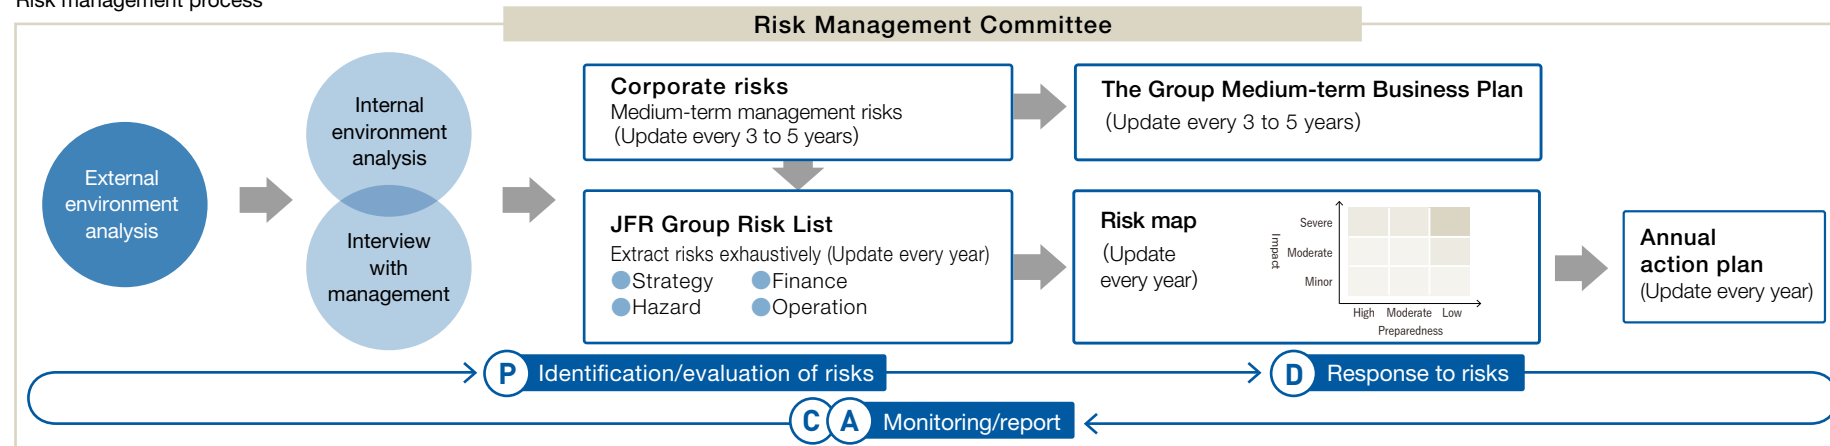 Risk management process
Risk Management Committee
External
environment
analysis
Internal
environment
analysis
Interview
with
management
Corporate risks
Medium-term management risks
(Update every 3 to 5 years)
The Group Medium-term Business Plan
(Update every 3 to 5 years)
JFR Group Risk List
Extract risks exhaustively (Update every year)
Strategy
Finance
Hazard
Operation
Risk map
(Update
every year)
Impact
Severe
Moderate
Minor
High Moderate Low
Preparedness
Annual
action plan
(Update every year)
P Identification/evaluation of risks
D Response to risks
C A Monitoring/report